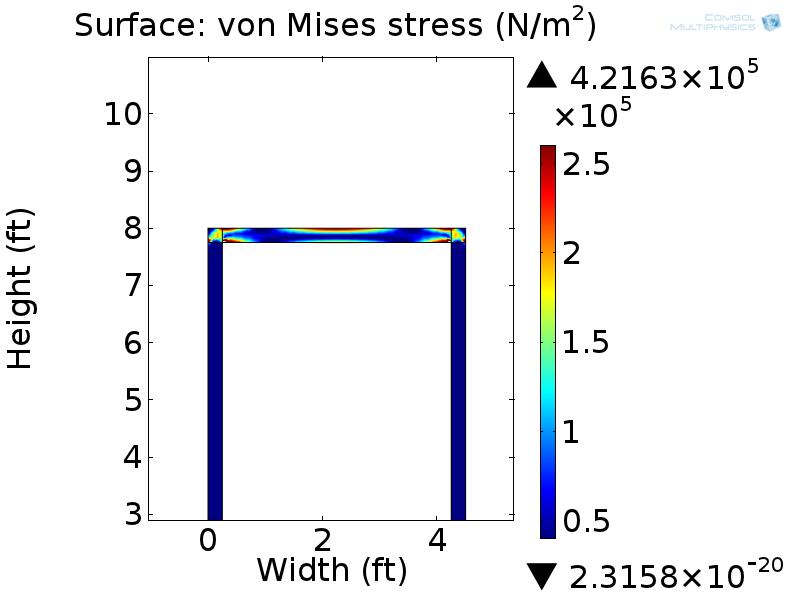 Surface: von Mises stress (N/m²)
COMSOL
MULTIPHYSICS
▲ 4.2163×10⁵
×10⁵
10
9
8
7
6
5
4
3
Height (ft)
0 2 4
Width (ft)
2.5
2
1.5
1
0.5
▼ 2.3158×10⁻²⁰